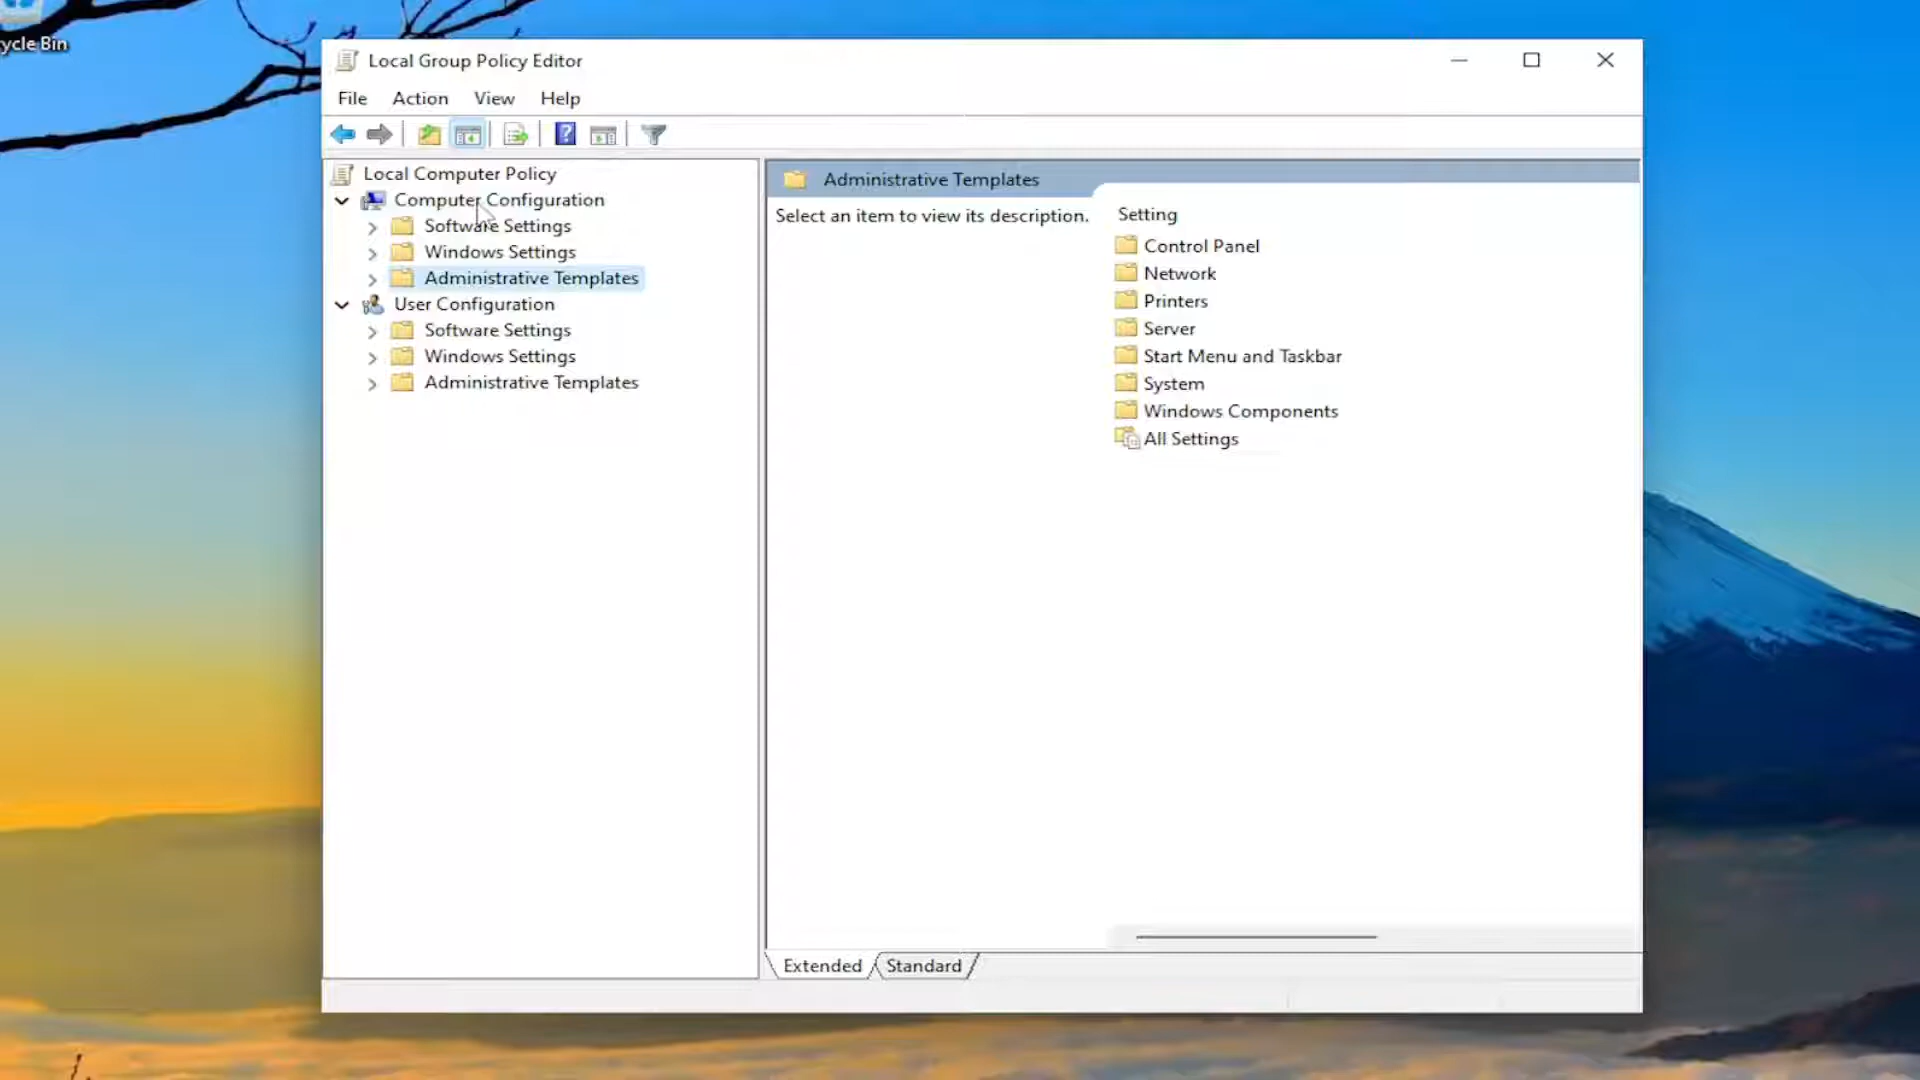 ycle Bin
Local Group Policy Editor
File Action View Help
Local Computer Policy
Computer Configuration
Software Settings
Windows Settings
Administrative Templates
User Configuration
Software Settings
Windows Settings
Administrative Templates
Administrative Templates
Select an item to view its description.
Setting
Control Panel
Network
Printers
Server
Start Menu and Taskbar
System
Windows Components
All Settings
Extended Standard